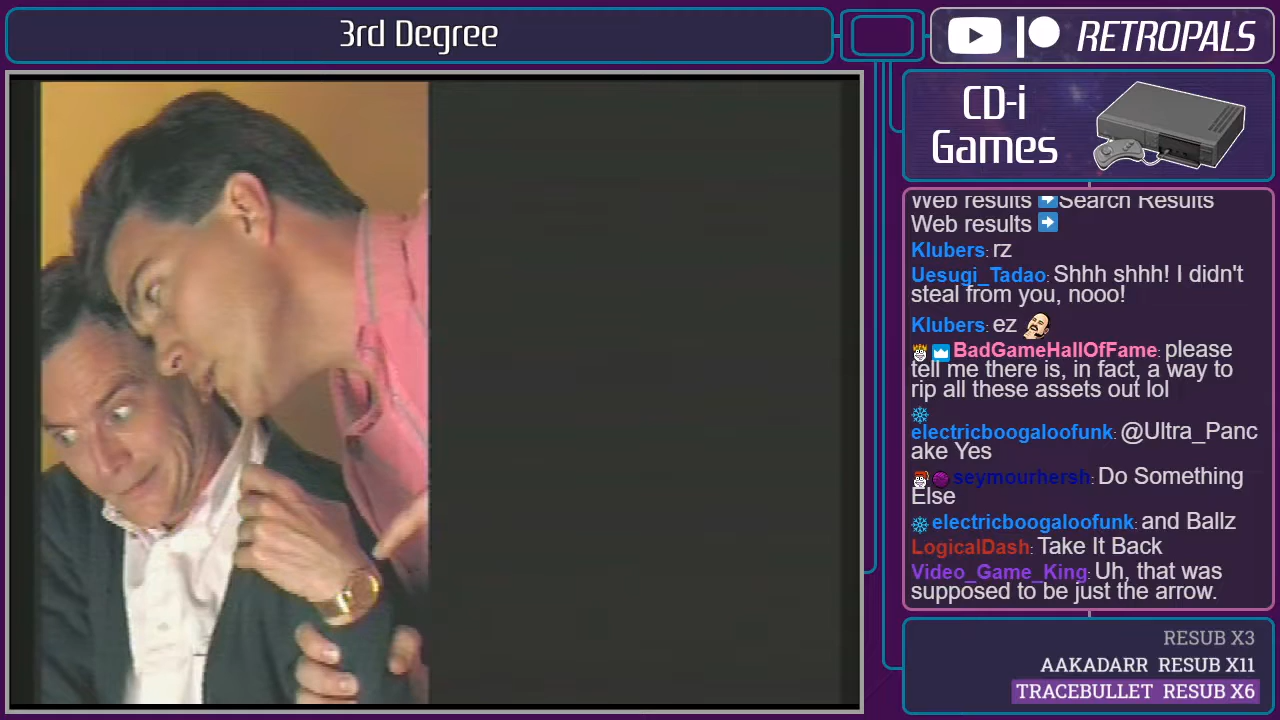 3rd Degree
RETROPALS
CD-i
Games
Web results ➡Search Results
Web results ➡
Klubers: rz
Uesugi_Tadao: Shhh shhh! I didn't
steal from you, nooo!
Klubers: ez
BadGameHallOfFame: please
tell me there is, in fact, a way to
rip all these assets out lol
electricboogaloofunk: @Ultra_Panc
ake Yes
seymourhersh: Do Something
Else
electricboogaloofunk: and Ballz
LogicalDash: Take It Back
Video_Game_King: Uh, that was
supposed to be just the arrow.
RESUB X3
AAKADARR RESUB X11
TRACEBULLET RESUB X6